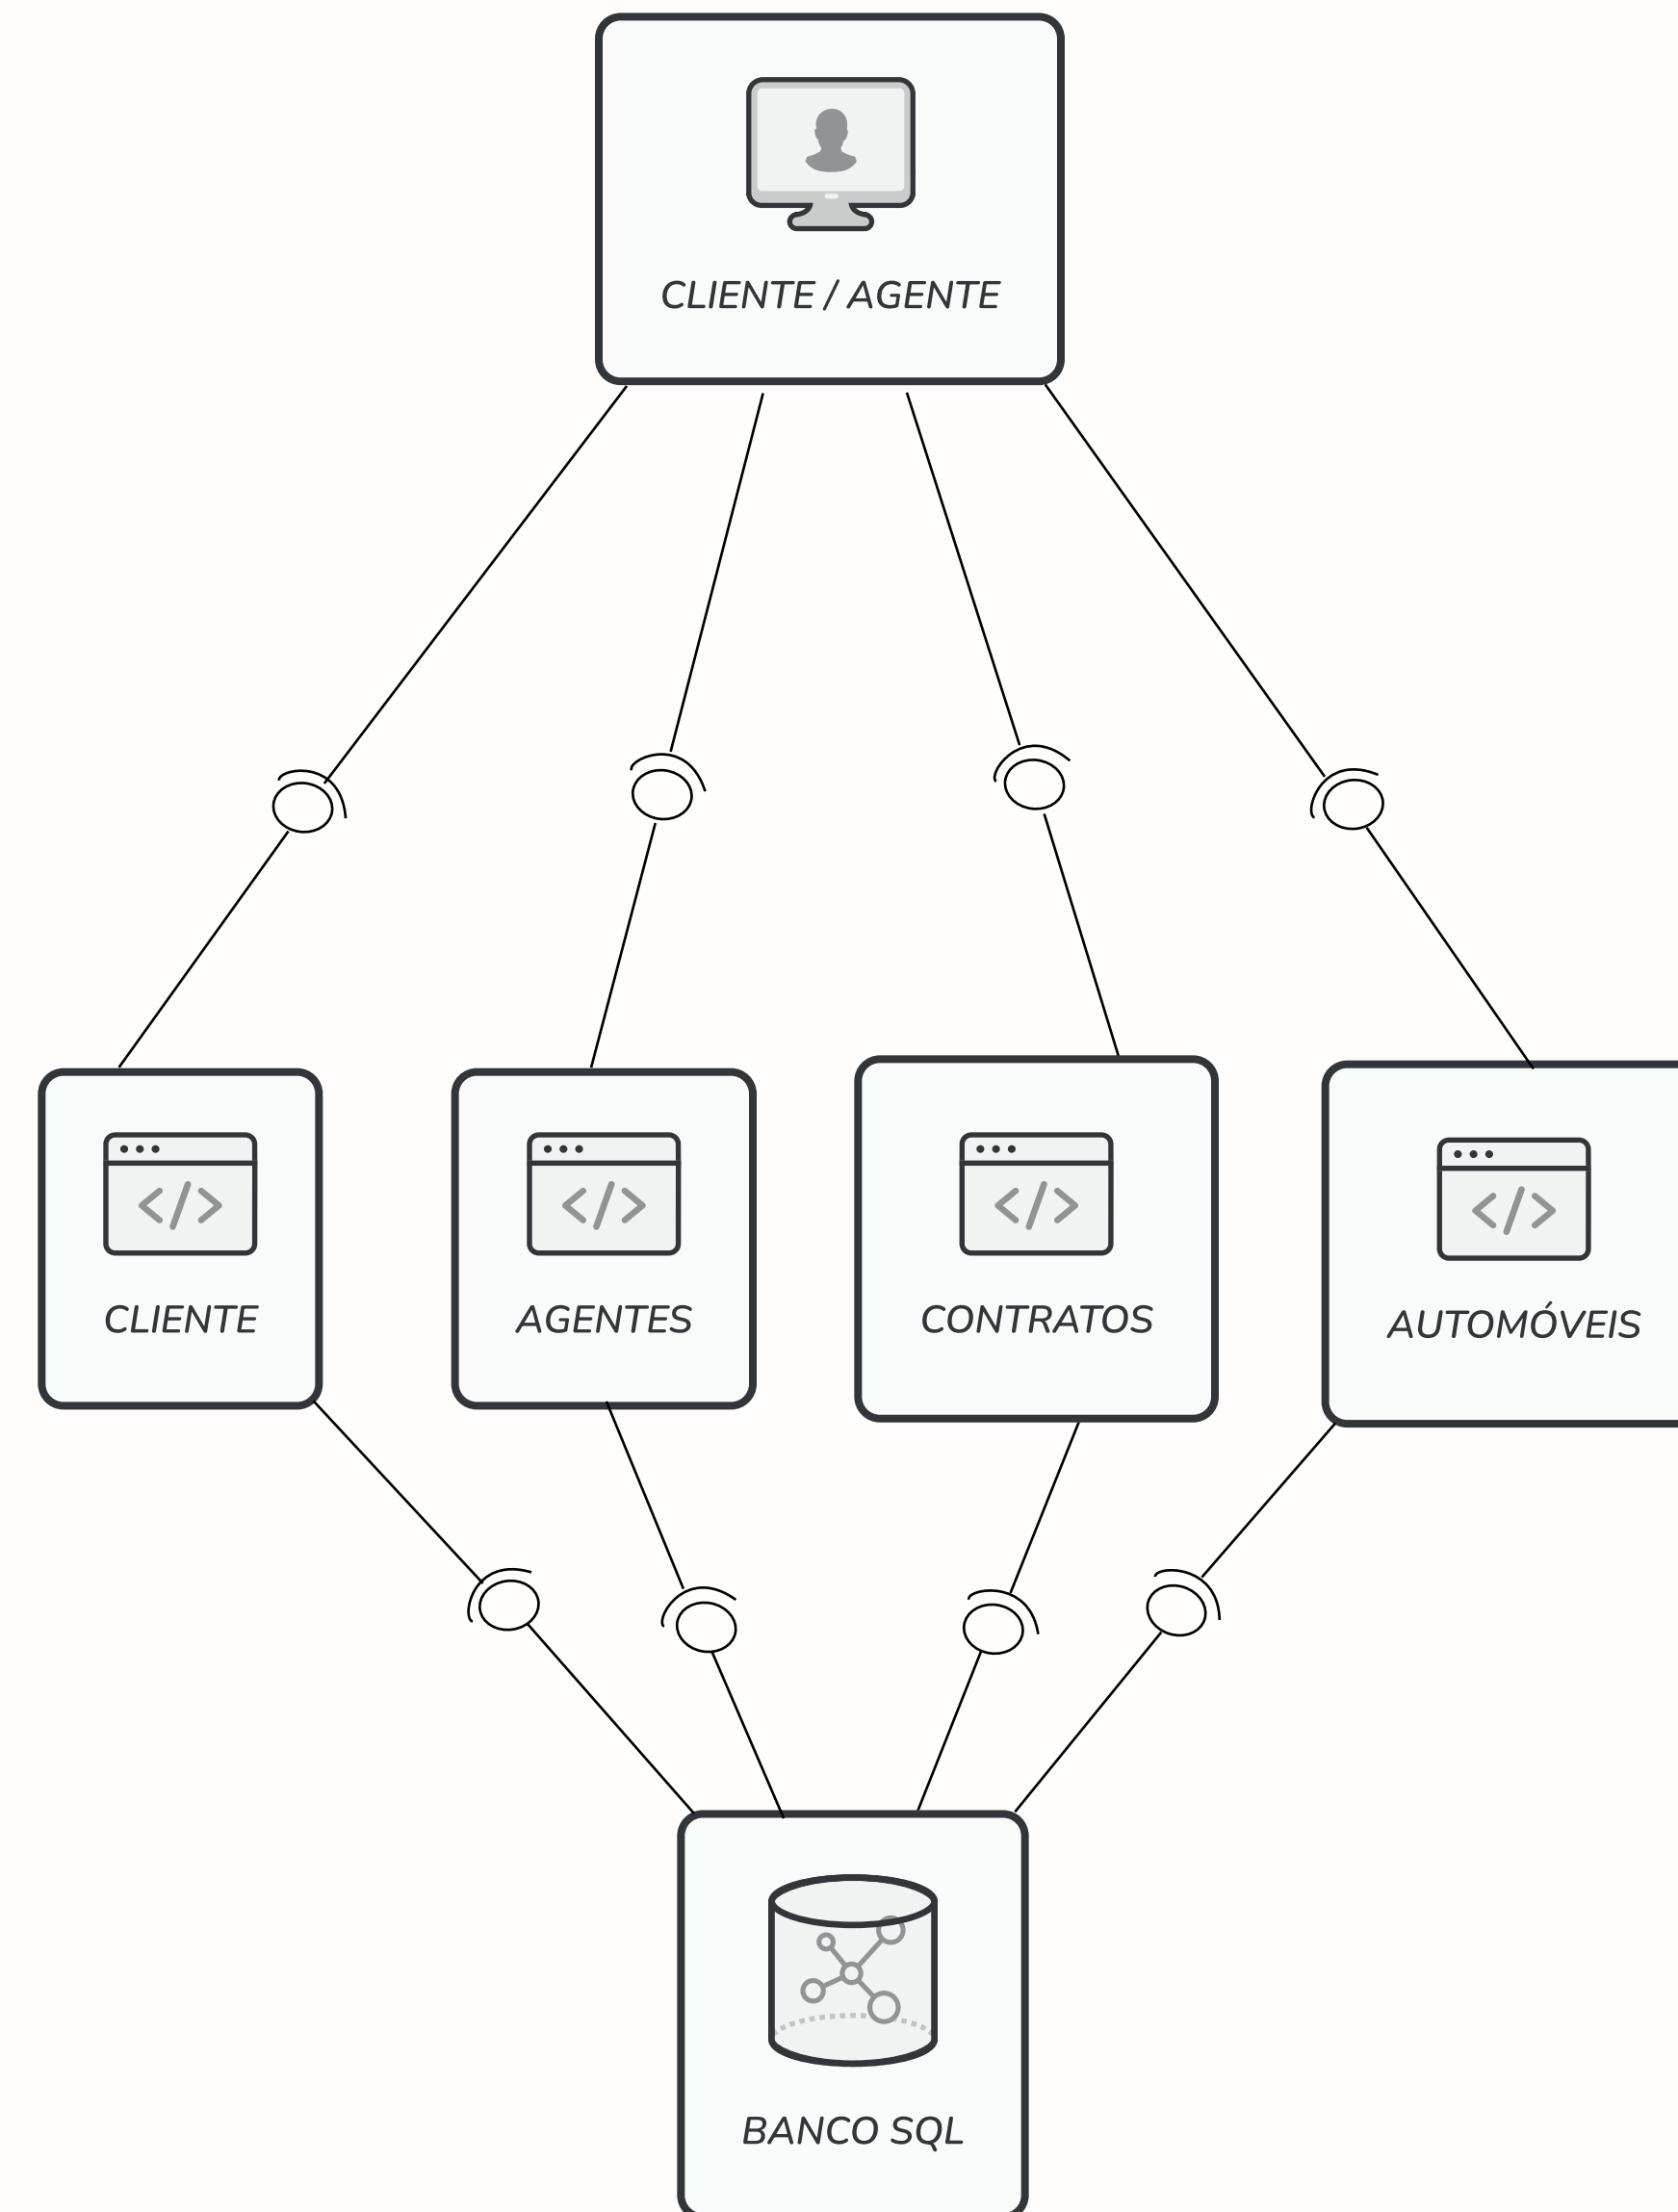 CLIENTE / AGENTE
CLIENTE
AGENTES
CONTRATOS
AUTOMÓVEIS
BANCO SQL